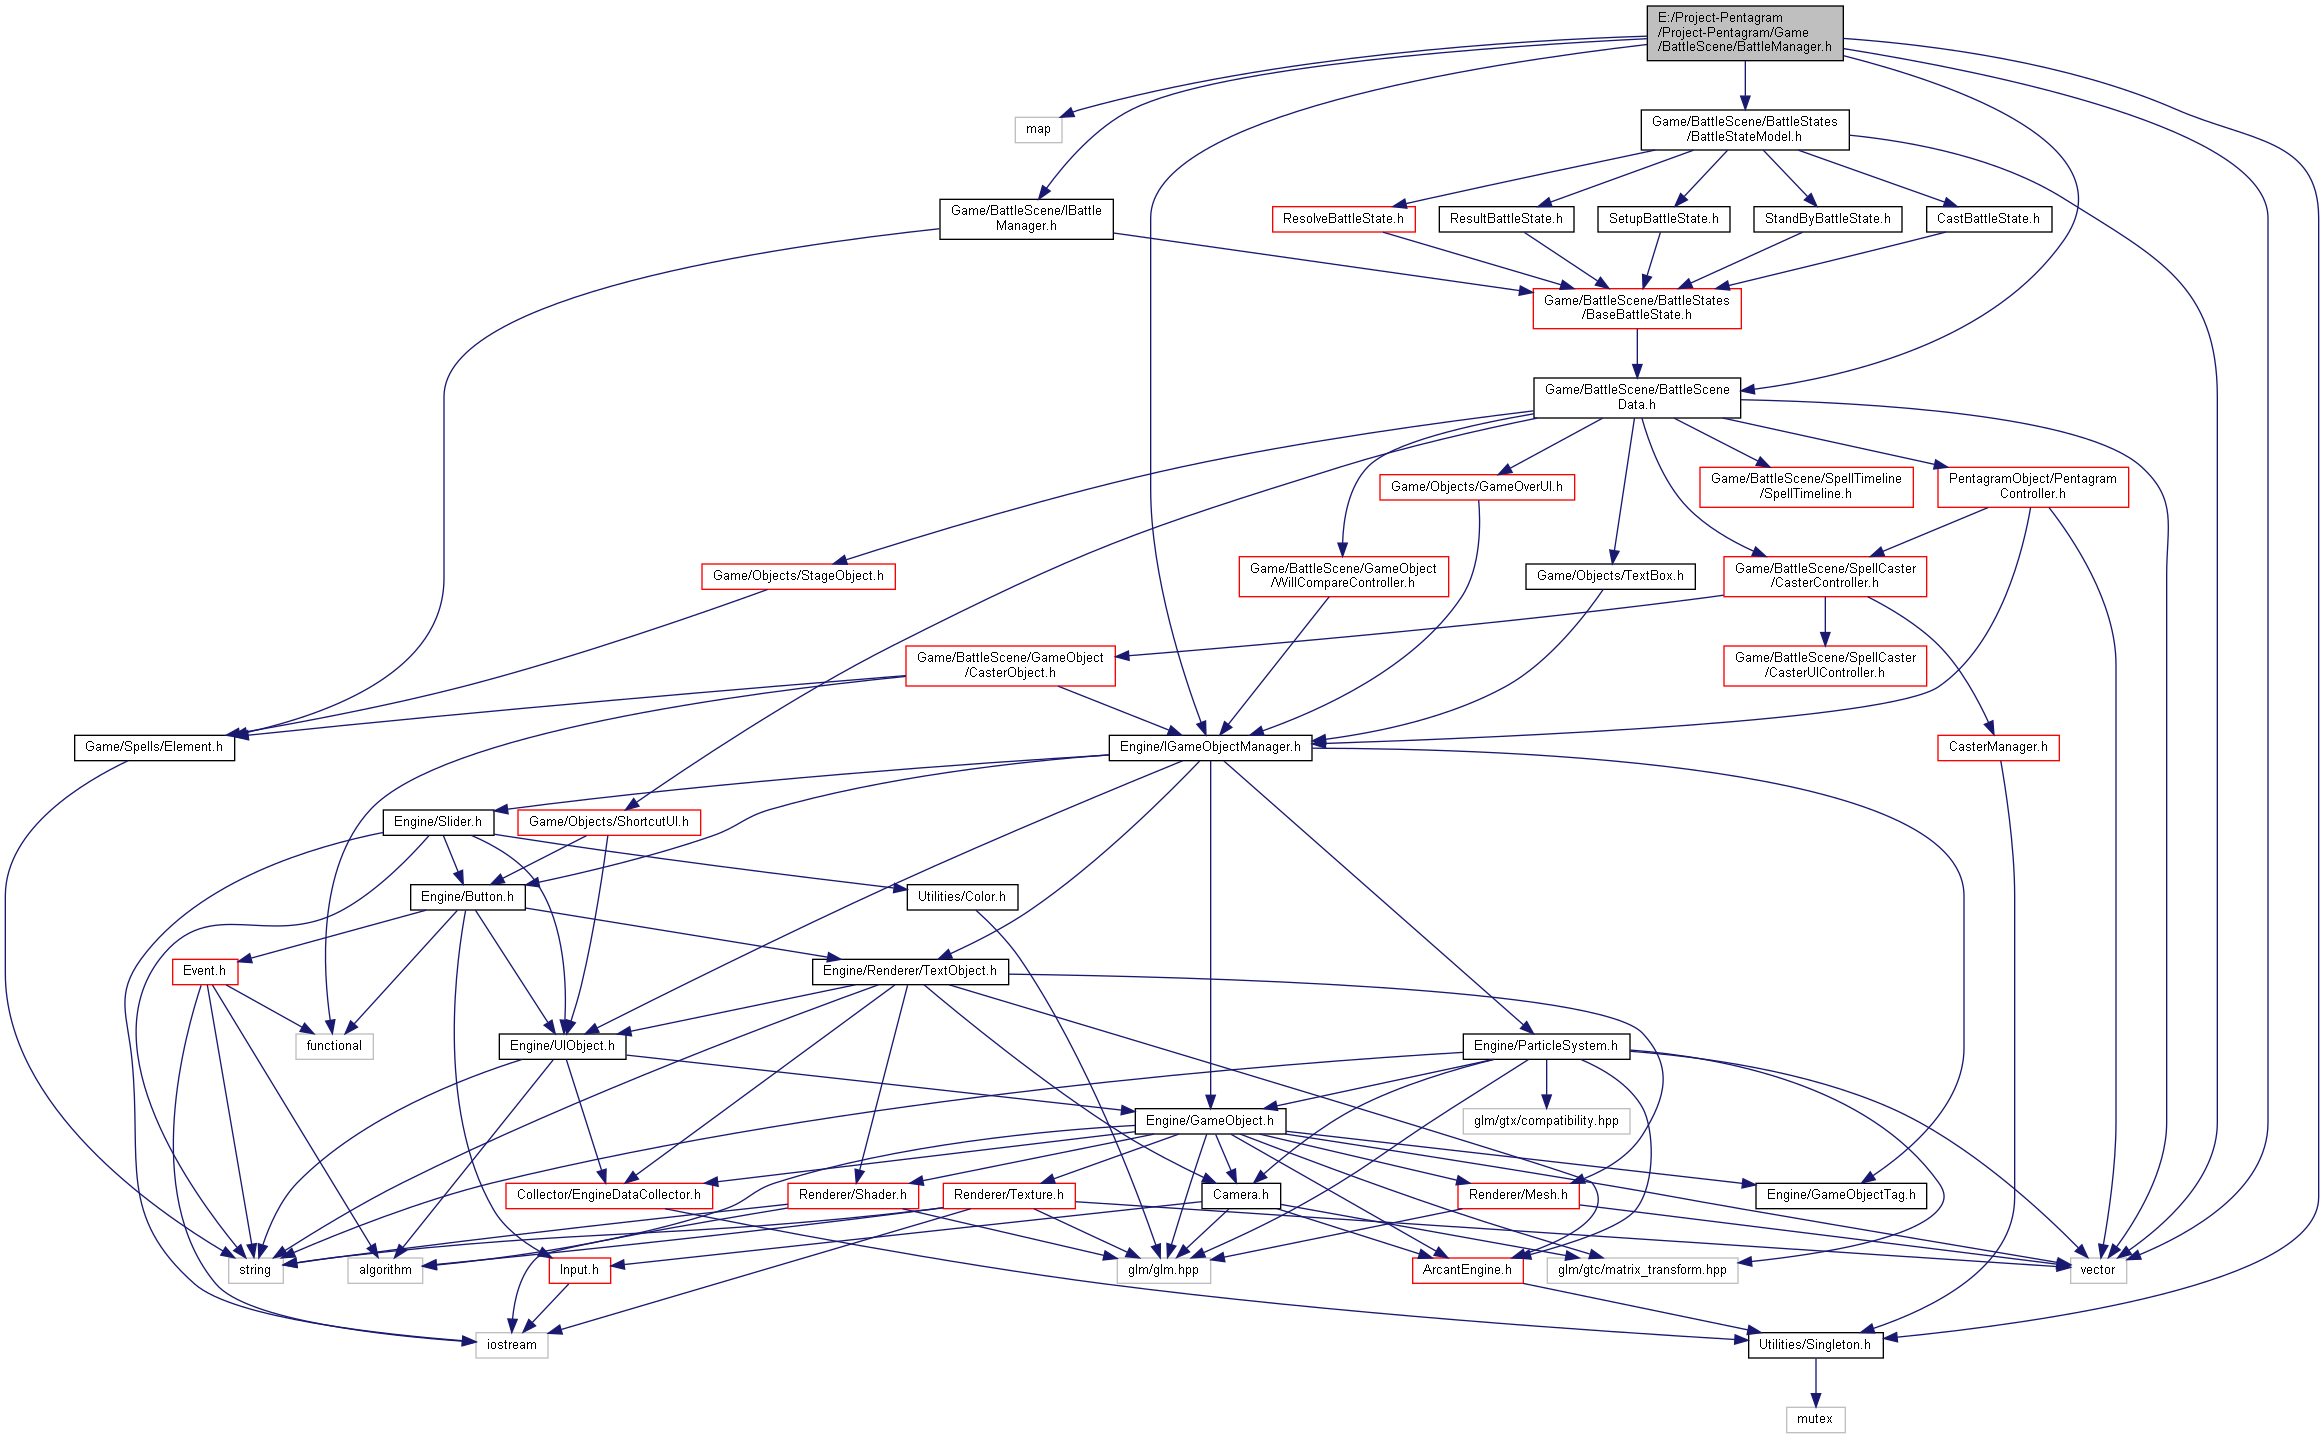 E:/Project-Pentagram
/Project-Pentagram/Game
/BattleScene/BattleManager.h
map
Game/BattleScene/BattleStates
/BattleStateModel.h
Game/BattleScene/IBattle
Manager.h
ResolveBattleState.h
ResultBattleState.h
SetupBattleState.h
StandByBattleState.h
CastBattleState.h
Game/BattleScene/BattleStates
/BaseBattleState.h
Game/BattleScene/BattleScene
Data.h
Game/Objects/GameOverUI.h
Game/BattleScene/SpellTimeline
/SpellTimeline.h
PentagramObject/Pentagram
Controller.h
Game/Objects/StageObject.h
Game/BattleScene/GameObject
/WillCompareController.h
Game/Objects/TextBox.h
Game/BattleScene/SpellCaster
/CasterController.h
Game/BattleScene/GameObject
/CasterObject.h
Game/BattleScene/SpellCaster
/CasterUIController.h
Game/Spells/Element.h
Engine/IGameObjectManager.h
CasterManager.h
Engine/Slider.h
Game/Objects/ShortcutUI.h
Engine/Button.h
Utilities/Color.h
Event.h
Engine/Renderer/TextObject.h
functional
Engine/UIObject.h
Engine/ParticleSystem.h
Engine/GameObject.h
glm/gtx/compatibility.hpp
Collector/EngineDataCollector.h
Renderer/Shader.h
Renderer/Texture.h
Camera.h
Renderer/Mesh.h
Engine/GameObjectTag.h
string
algorithm
Input.h
glm/glm.hpp
ArcantEngine.h
glm/gtc/matrix_transform.hpp
vector
iostream
Utilities/Singleton.h
mutex